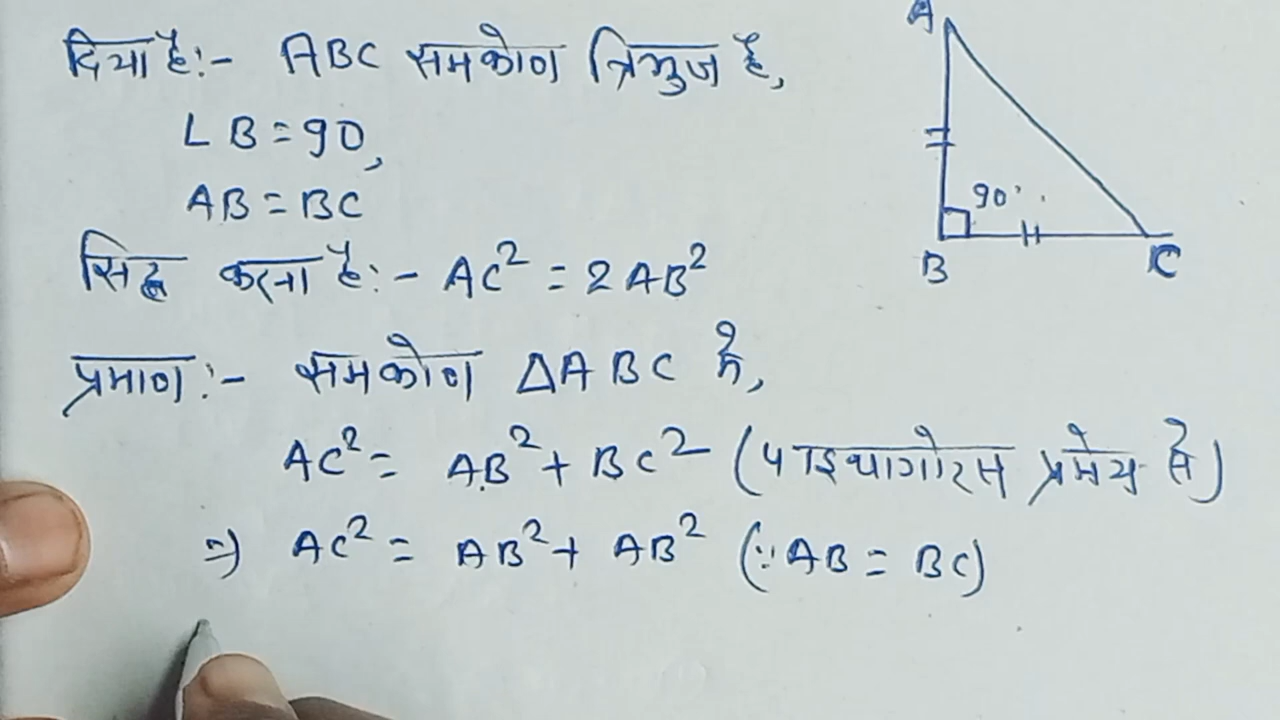 दिया है:- ABC समकोण त्रिभुज है,
∠B = 90,
AB = BC
सिद्ध करना है:- AC² = 2AB²
प्रमाण:- समकोण ΔABC में,
AC² = AB² + BC² (पाइथागोरस प्रमेय से)
⇒ AC² = AB² + AB² (∵ AB = BC)
A
90°
B
C